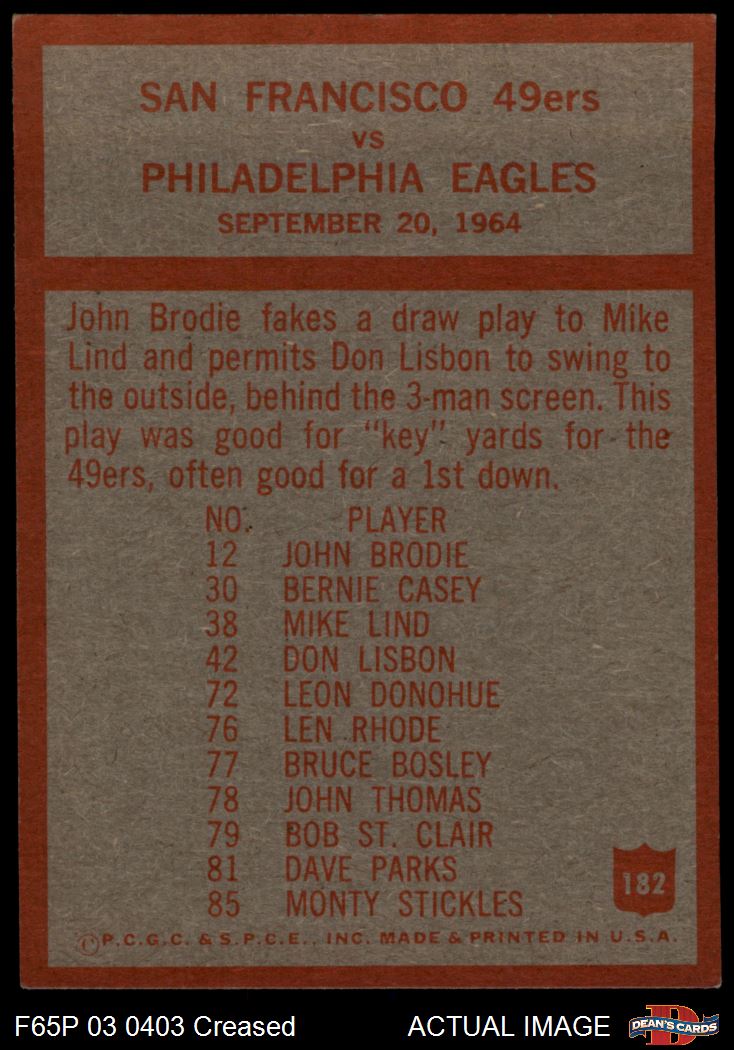 SAN FRANCISCO 49ers
VS
PHILADELPHIA EAGLES
SEPTEMBER 20, 1964
John Brodie fakes a draw play to Mike
Lind and permits Don Lisbon to swing to
the outside, behind the 3-man screen. This
play was good for "key" yards for the
49ers, often good for a 1st down.
NO. PLAYER
12 JOHN BRODIE
30 BERNIE CASEY
38 MIKE LIND
42 DON LISBON
72 LEON DONOHUE
76 LEN RHODE
77 BRUCE BOSLEY
78 JOHN THOMAS
79 BOB ST. CLAIR
81 DAVE PARKS
85 MONTY STICKLES
182
©P.C.G.C. & S.P.C.E., INC. MADE & PRINTED IN U.S.A.
F65P 03 0403 Creased ACTUAL IMAGE
D DEAN'S CARDS